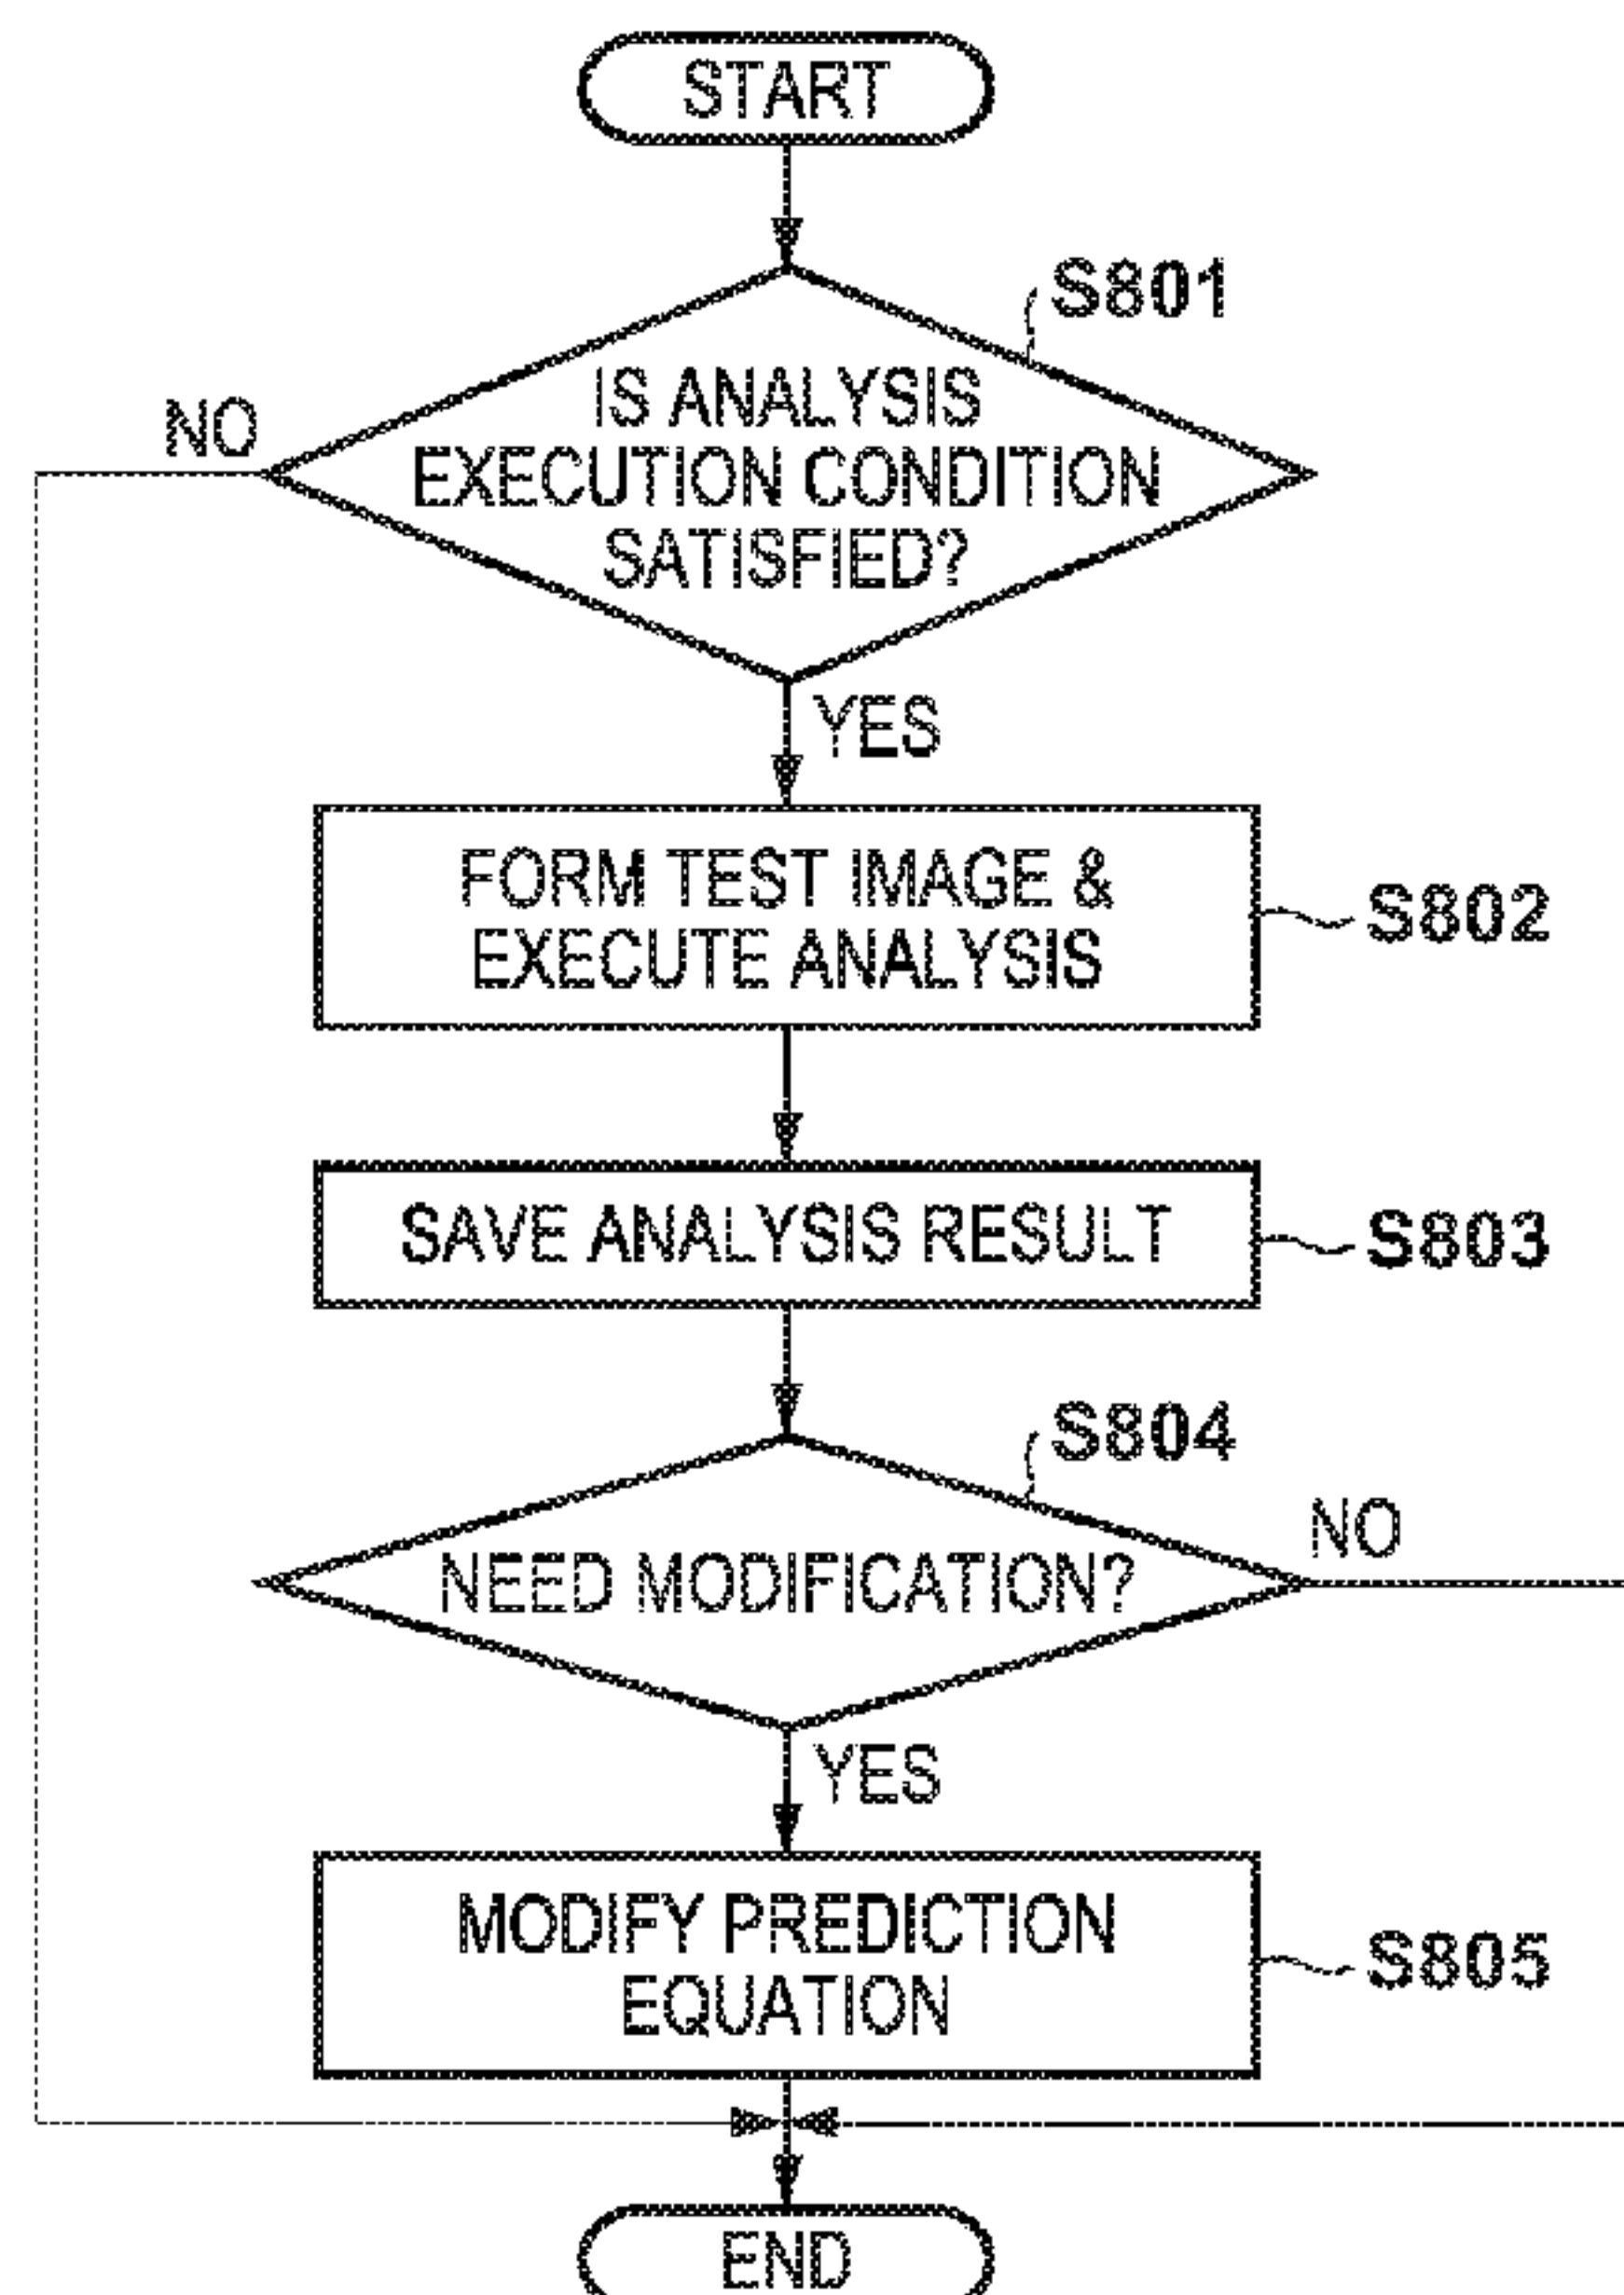 START
S801
IS ANALYSIS
NO
EXECUTION CONDITION
SATISFIED?
YES
FORM TEST IMAGE &
EXECUTE ANALYSIS
S802
SAVE ANALYSIS RESULT
S803
S804
NO
NEED MODIFICATION?
YES
MODIFY PREDICTION
EQUATION
S805
END